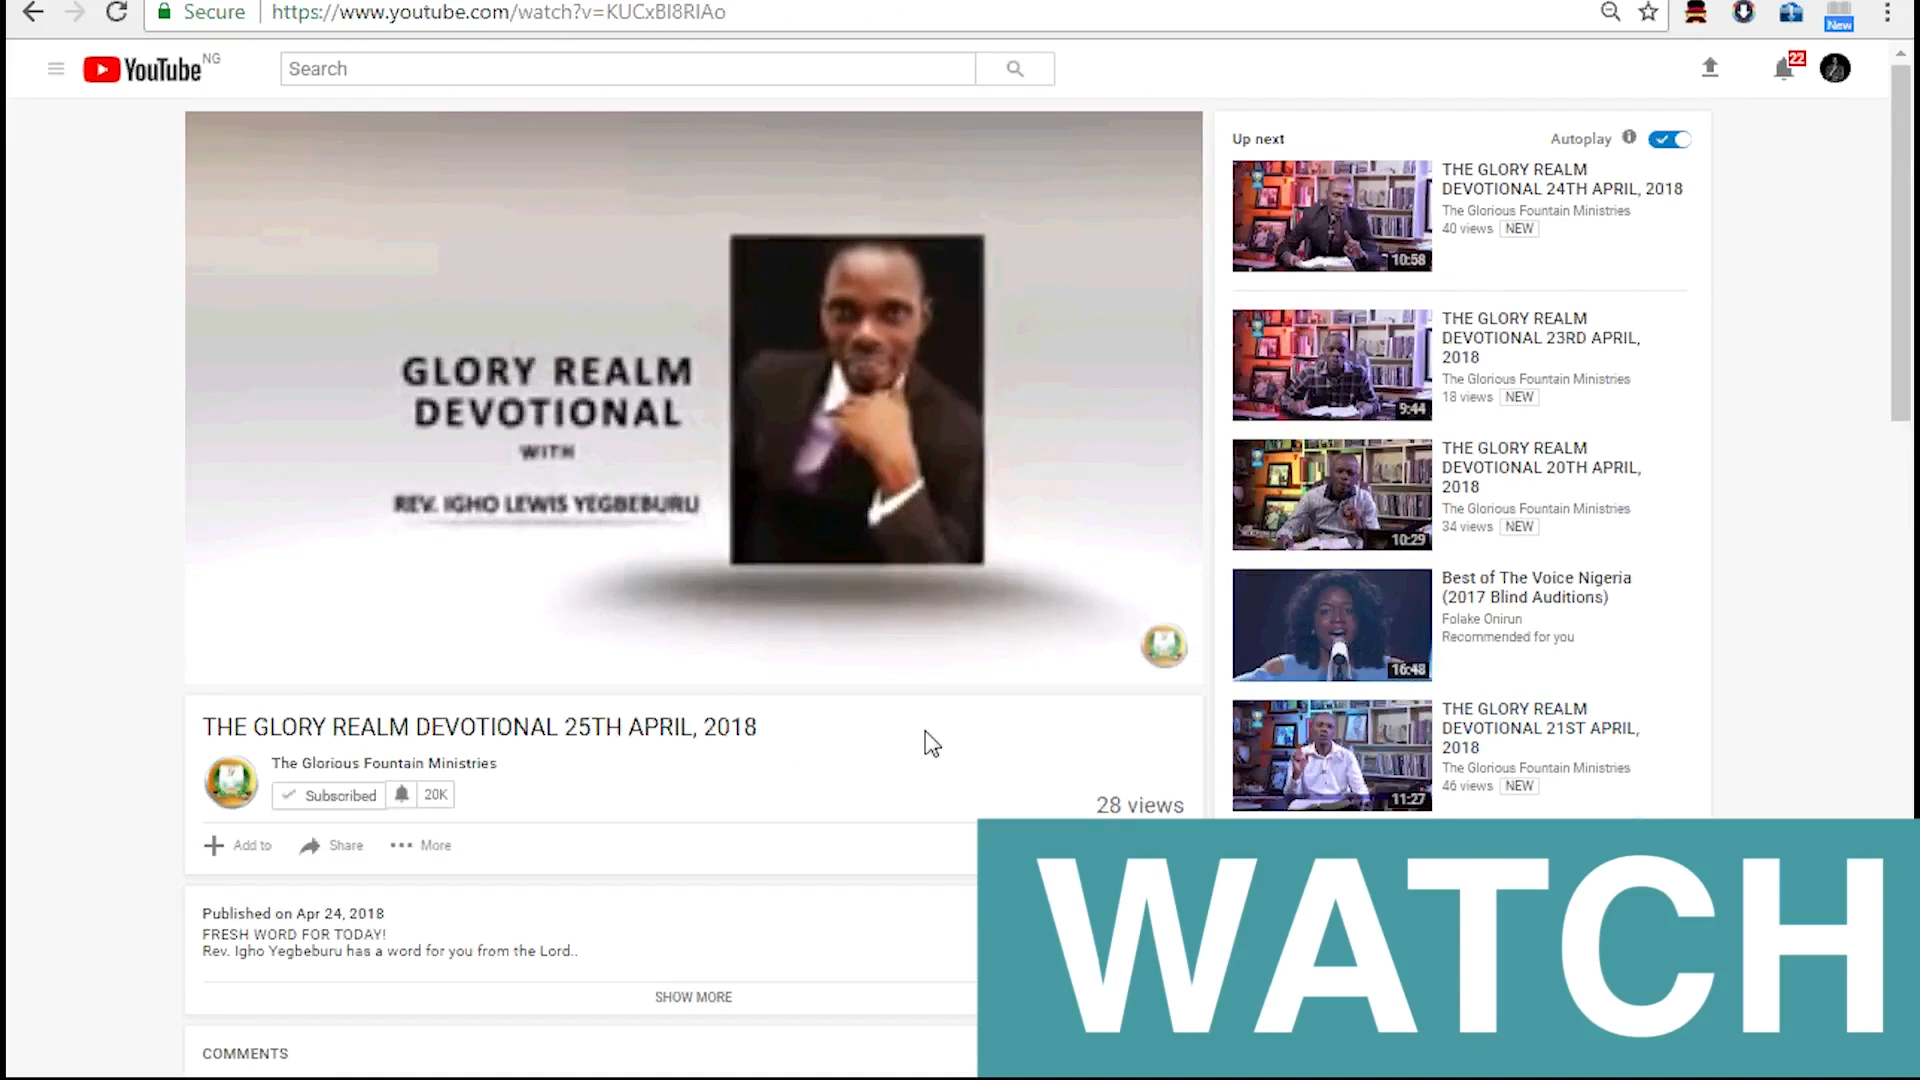 Secure https://www.youtube.com/watch?v=KUCxBI8RIAo
New
YouTube NG
Search
22
GLORY REALM
DEVOTIONAL
WITH
REV. IGHO LEWIS YEGBEBURU
THE GLORY REALM DEVOTIONAL 25TH APRIL, 2018
The Glorious Fountain Ministries
Subscribed 20K
28 views
Add to Share More
Published on Apr 24, 2018
FRESH WORD FOR TODAY!
Rev. Igho Yegbeburu has a word for you from the Lord..
SHOW MORE
COMMENTS
Up next Autoplay
THE GLORY REALM
DEVOTIONAL 24TH APRIL, 2018
The Glorious Fountain Ministries
40 views NEW
10:58
THE GLORY REALM
DEVOTIONAL 23RD APRIL,
2018
The Glorious Fountain Ministries
18 views NEW
9:44
THE GLORY REALM
DEVOTIONAL 20TH APRIL,
2018
The Glorious Fountain Ministries
34 views NEW
10:29
Best of The Voice Nigeria
(2017 Blind Auditions)
Folake Onirun
Recommended for you
16:48
THE GLORY REALM
DEVOTIONAL 21ST APRIL,
2018
The Glorious Fountain Ministries
46 views NEW
11:27
WATCH